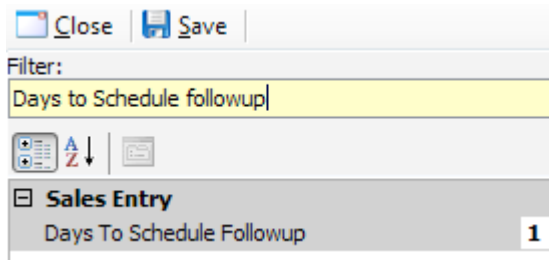 Close Save
Filter:
Days to Schedule followup
A
Z
Sales Entry
Days To Schedule Followup 1